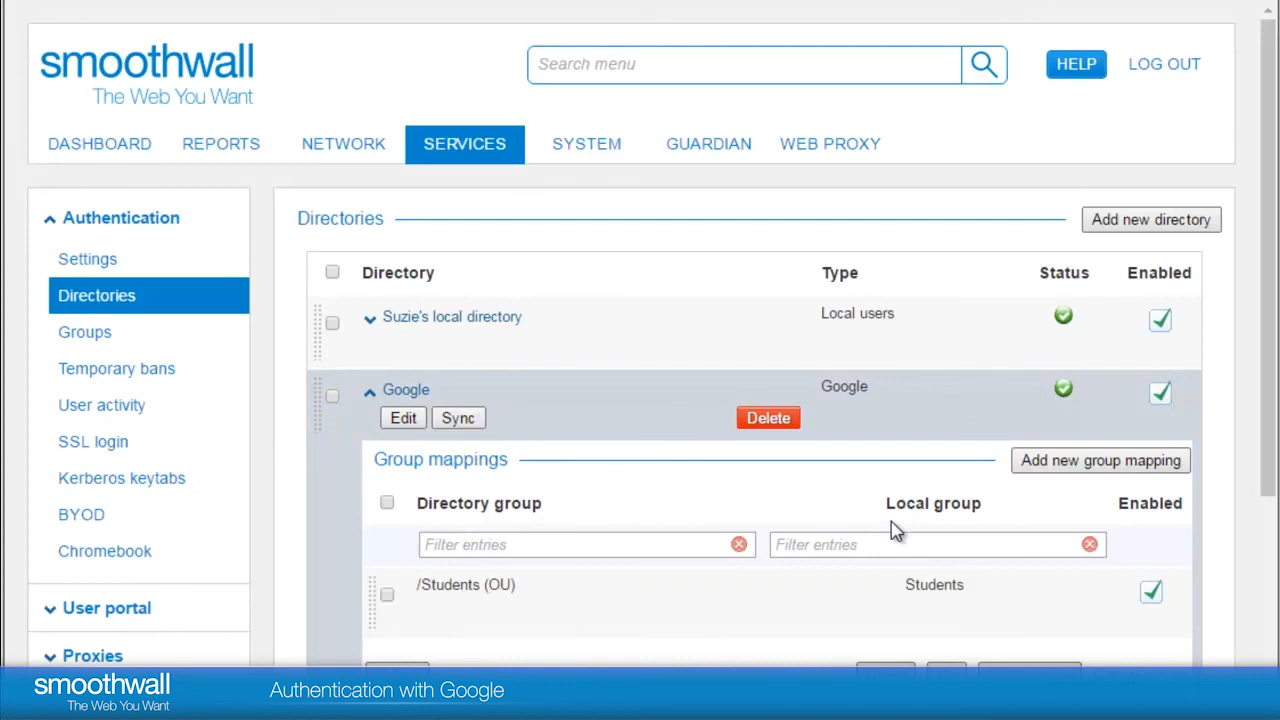 smoothwall
The Web You Want
Search menu
HELP
LOG OUT
DASHBOARD REPORTS NETWORK SERVICES SYSTEM GUARDIAN WEB PROXY
Authentication
Settings
Directories
Groups
Temporary bans
User activity
SSL login
Kerberos keytabs
BYOD
Chromebook
User portal
Proxies
Directories
Add new directory
Directory Type Status Enabled
Suzie's local directory Local users
Google Google
Edit Sync Delete
Group mappings
Add new group mapping
Directory group Local group Enabled
Filter entries Filter entries
/Students (OU) Students
smoothwall
The Web You Want
Authentication with Google